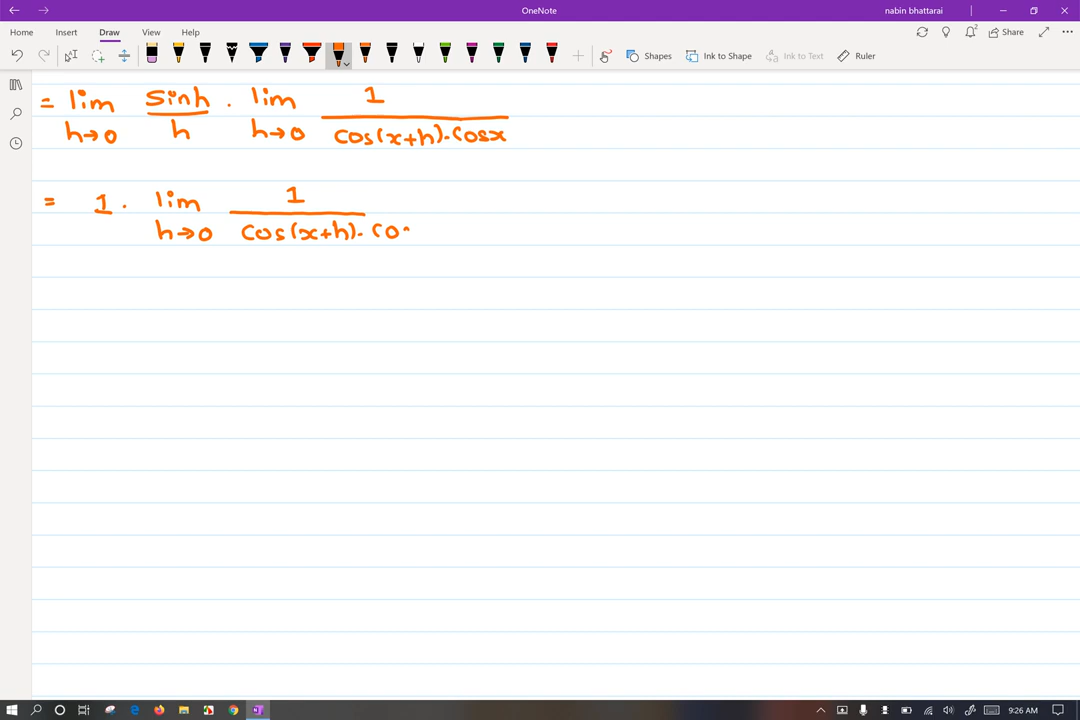 OneNote
nabin bhattarai
Home Insert Draw View Help
Share
Shapes Ink to Shape Ink to Text Ruler
= lim sinh/h . lim 1/cos(x+h).cosx
h→0 h→0
= 1 . lim 1/cos(x+h).co
h→0
9:26 AM